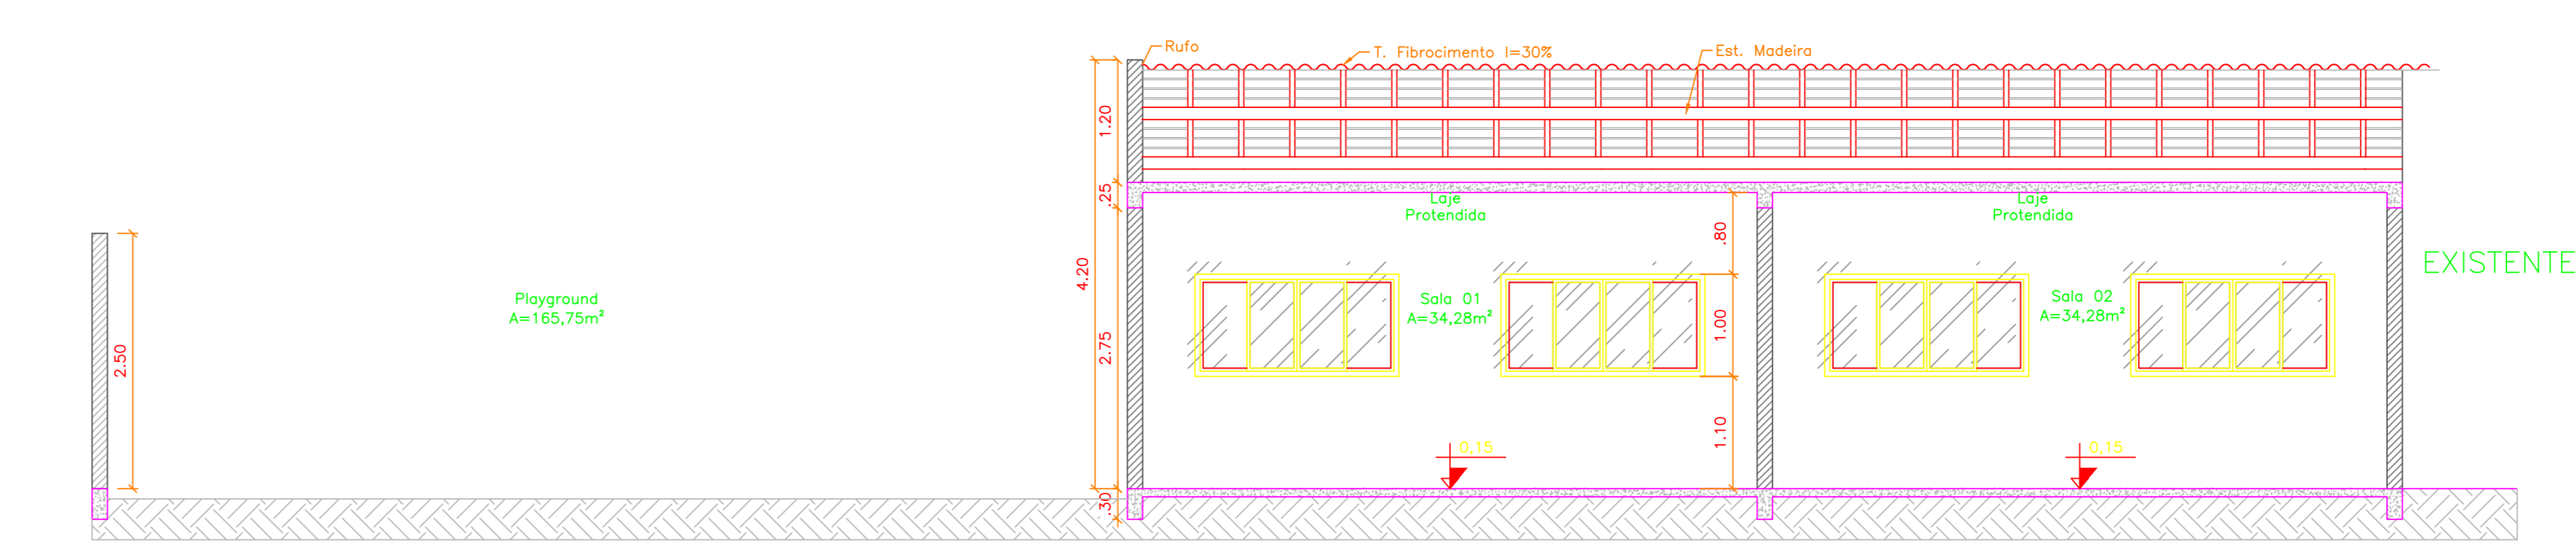 Rufo
T. Fibrocimento I=30%
Est. Madeira
1.20
.25
4.20
2.75
.30
2.50
Playground
A=165,75m²
Laje
Protendida
Laje
Protendida
.80
1.00
1.10
Sala 01
A=34,28m²
Sala 02
A=34,28m²
EXISTENTE
0,15
0,15